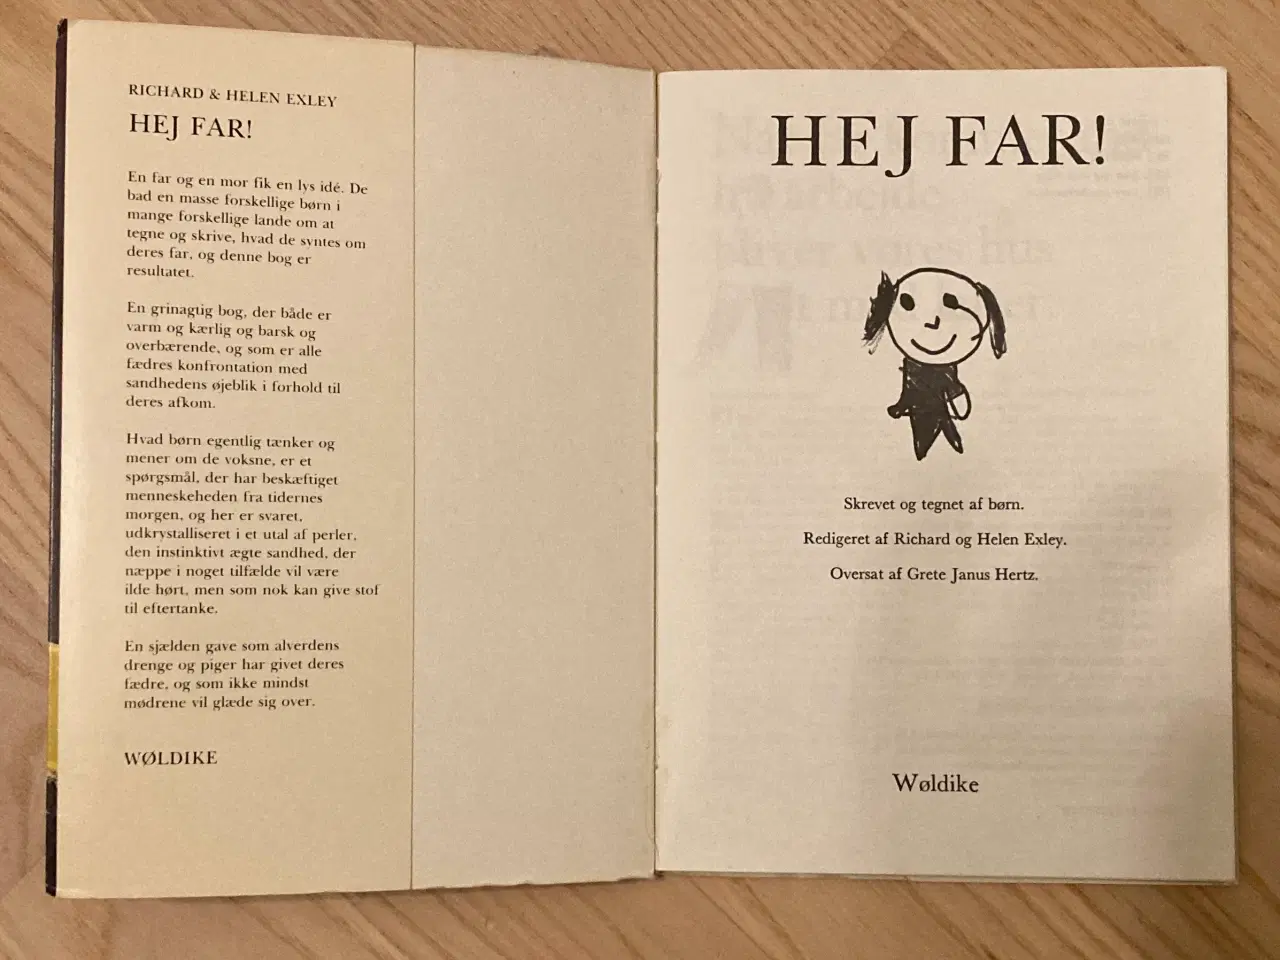 RICHARD & HELEN EXLEY
HEJ FAR!
En far og en mor fik en lys idé. De
bad en masse forskellige børn i
mange forskellige lande om at
tegne og skrive, hvad de syntes om
deres far, og denne bog er
resultatet.
En grinagtig bog, der både er
varm og kærlig og barsk og
overbærende, og som er alle
fædres konfrontation med
sandhedens øjeblik i forhold til
deres afkom.
Hvad børn egentlig tænker og
mener om de voksne, er et
spørgsmål, der har beskæftiget
menneskeheden fra tidernes
morgen, og her er svaret,
udkrystalliseret i et utal af perler,
den instinktivt ægte sandhed, der
næppe i noget tilfælde vil være
ilde hørt, men som nok kan give stof
til eftertanke.
En sjælden gave som alverdens
drenge og piger har givet deres
fædre, og som ikke mindst
mødrene vil glæde sig over.
WØLDIKE
HEJ FAR!
Skrevet og tegnet af børn.
Redigeret af Richard og Helen Exley.
Oversat af Grete Janus Hertz.
Wøldike